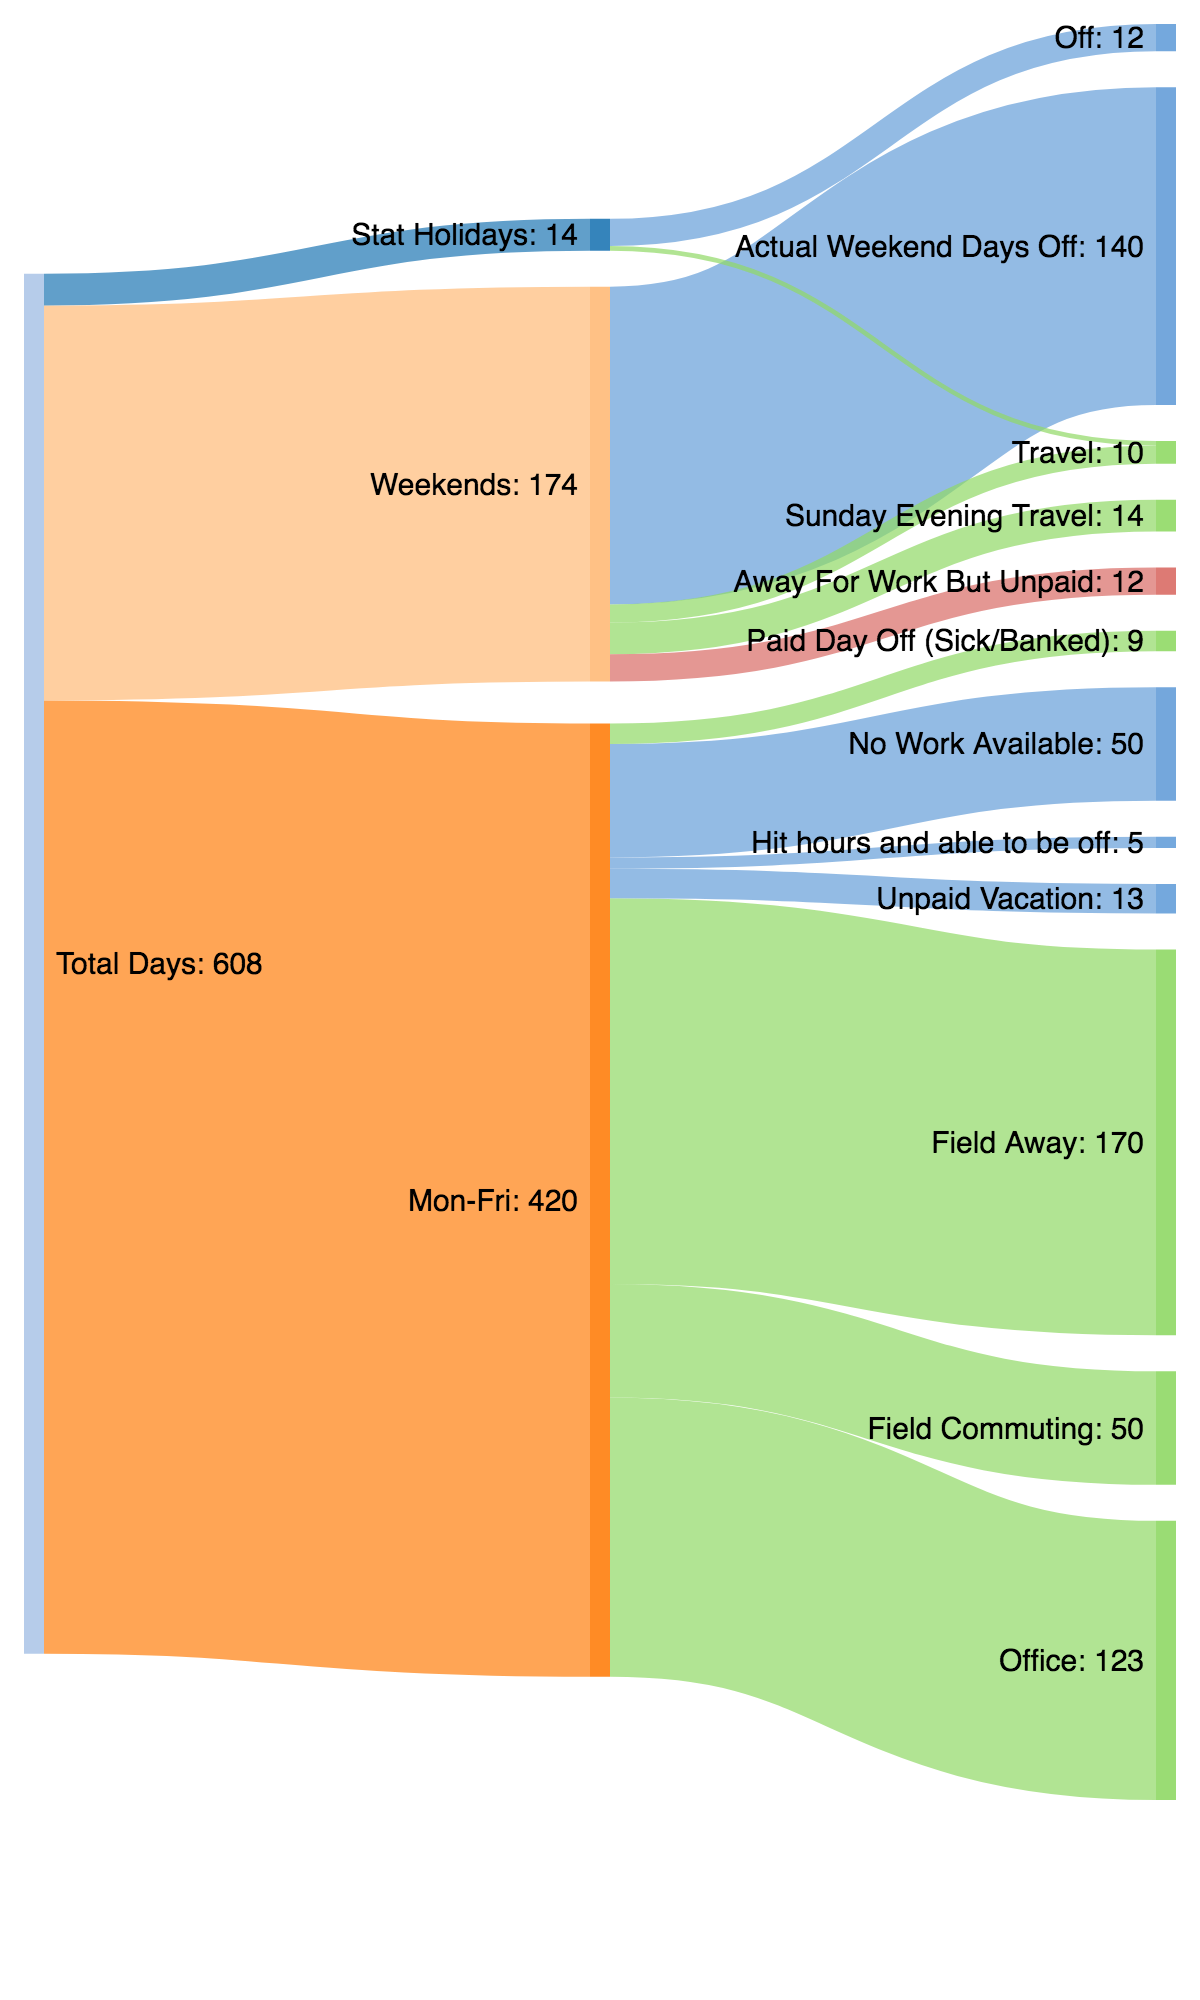 Off: 12
Stat Holidays: 14
Actual Weekend Days Off: 140
Travel: 10
Weekends: 174
Sunday Evening Travel: 14
Away For Work But Unpaid: 12
Paid Day Off (Sick/Banked): 9
No Work Available: 50
Hit hours and able to be off: 5
Unpaid Vacation: 13
Total Days: 608
Field Away: 170
Mon-Fri: 420
Field Commuting: 50
Office: 123